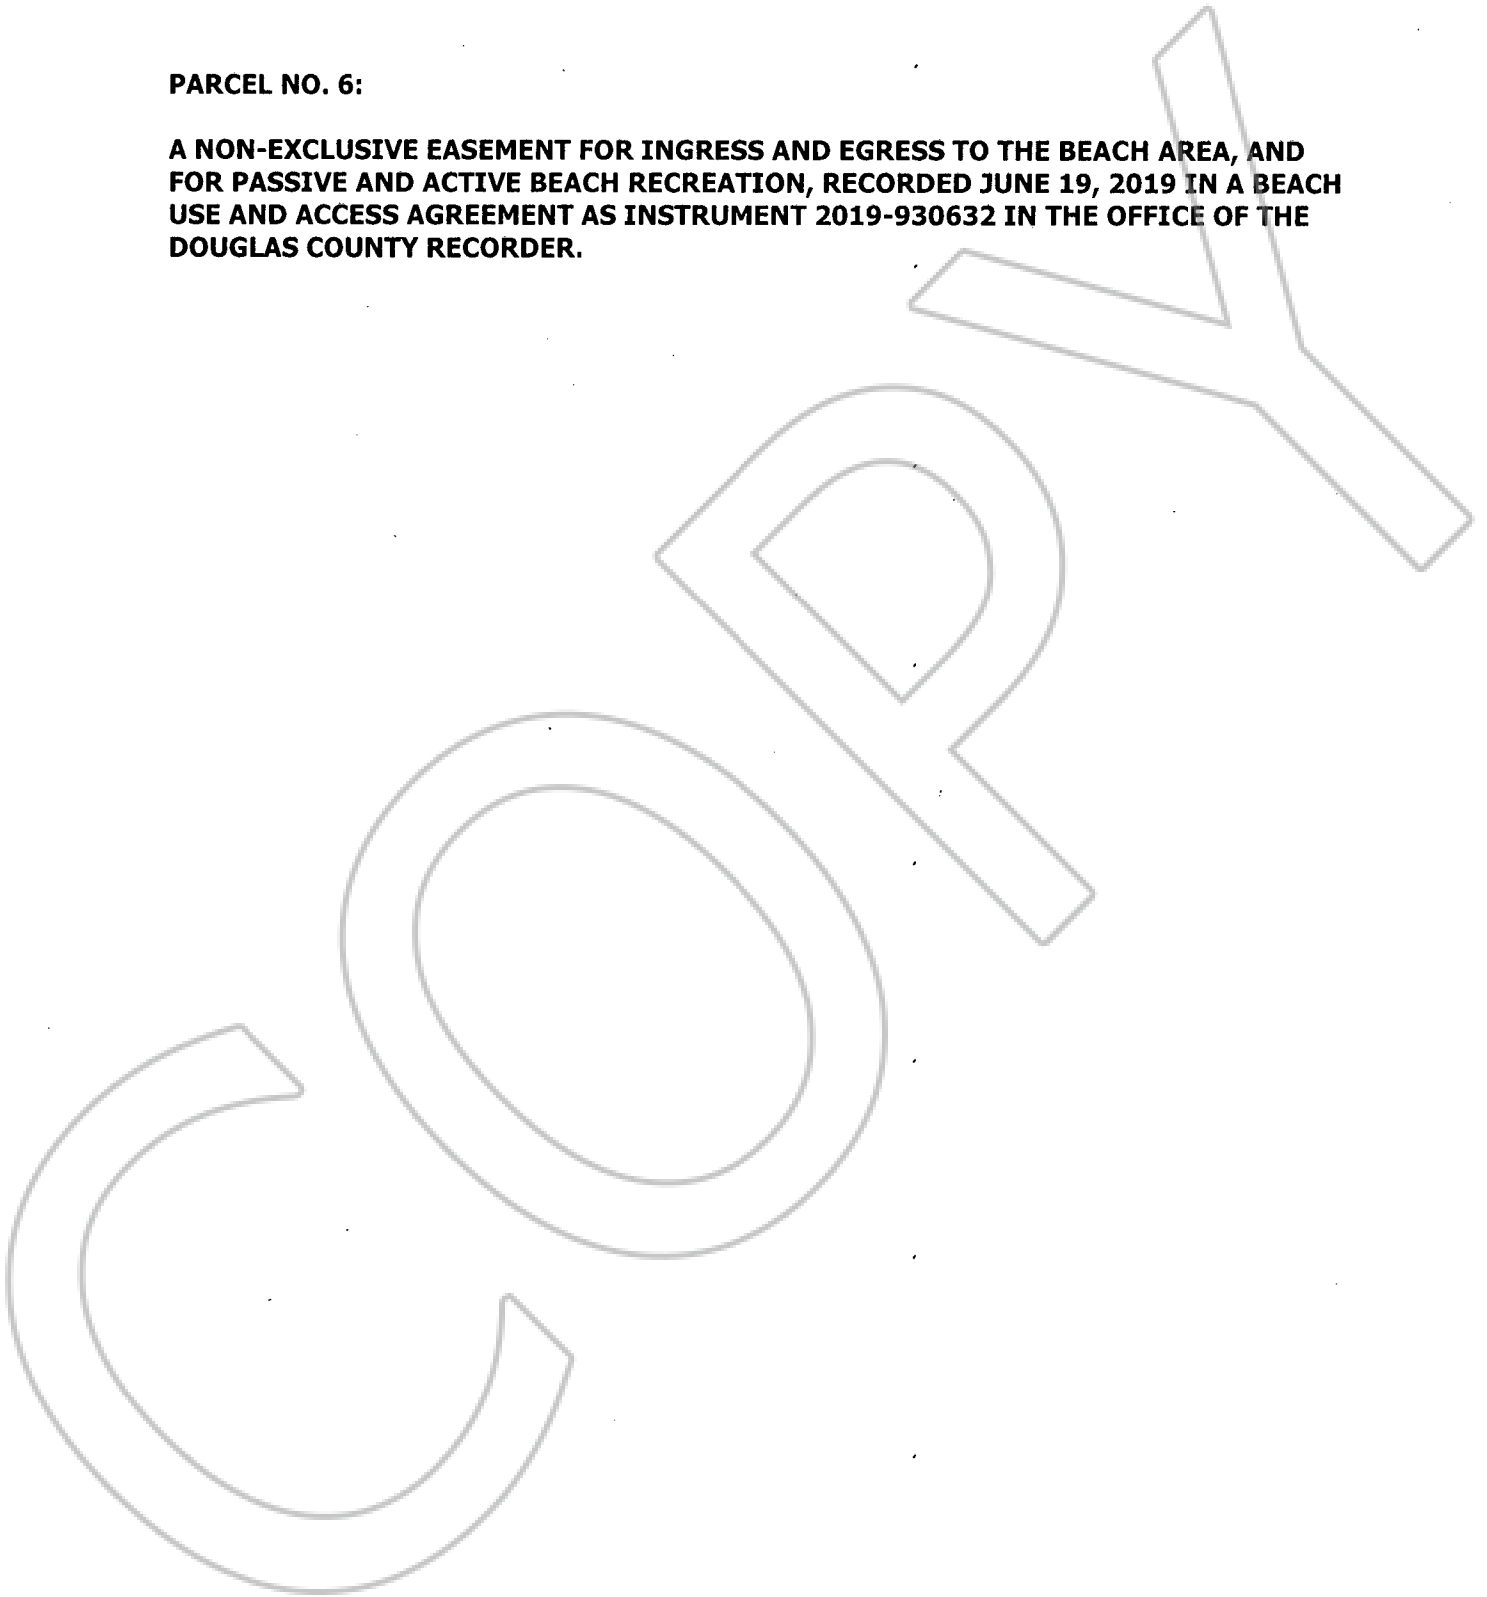 PARCEL NO. 6:
A NON-EXCLUSIVE EASEMENT FOR INGRESS AND EGRESS TO THE BEACH AREA, AND
FOR PASSIVE AND ACTIVE BEACH RECREATION, RECORDED JUNE 19, 2019 IN A BEACH
USE AND ACCESS AGREEMENT AS INSTRUMENT 2019-930632 IN THE OFFICE OF THE
DOUGLAS COUNTY RECORDER.
COPY